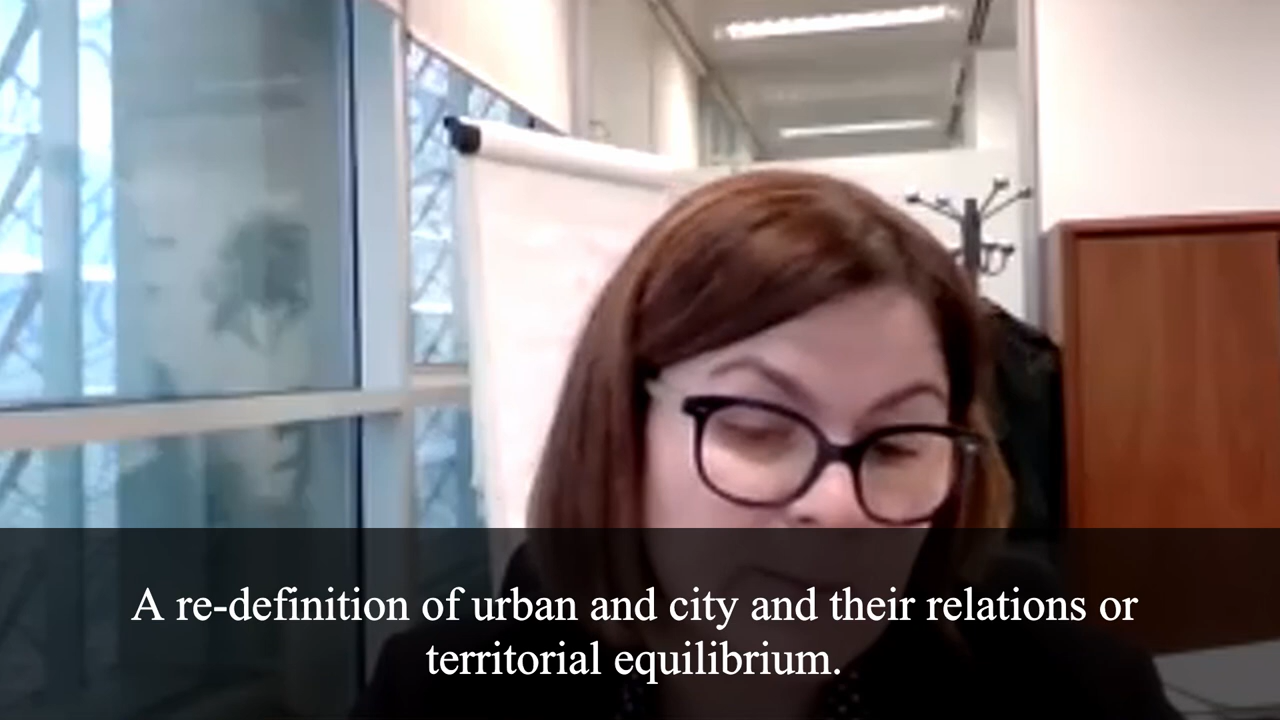 A re-definition of urban and city and their relations or
territorial equilibrium.